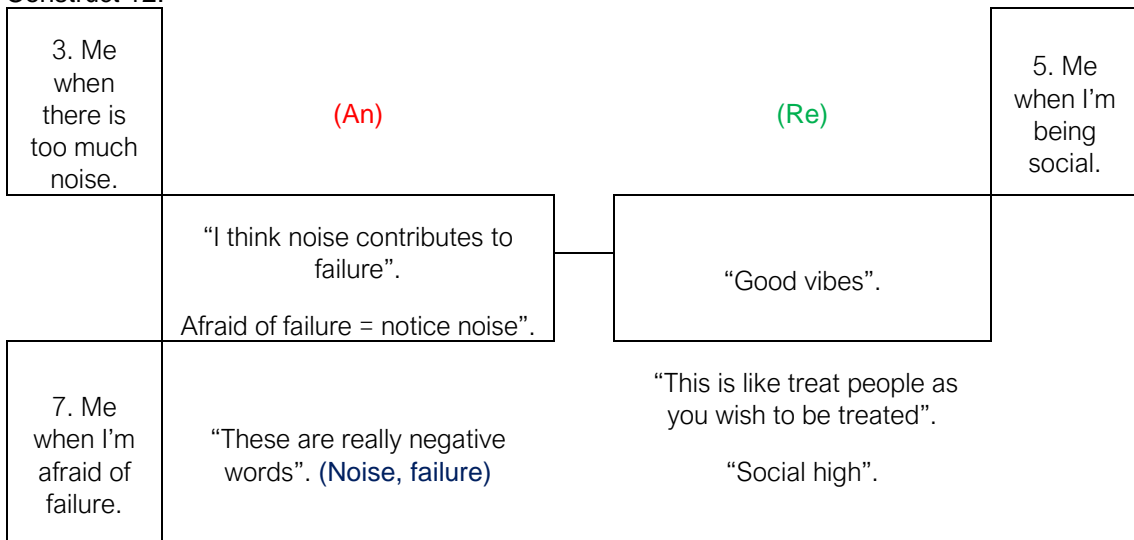 Construct 12.
3. Me
when
there is
too much
noise.
(An)
(Re)
5. Me
when I’m
being
social.
“I think noise contributes to
failure”.
Afraid of failure = notice noise”.
“Good vibes”.
7. Me
when I’m
afraid of
failure.
“These are really negative
words”. (Noise, failure)
“This is like treat people as
you wish to be treated”.
“Social high”.